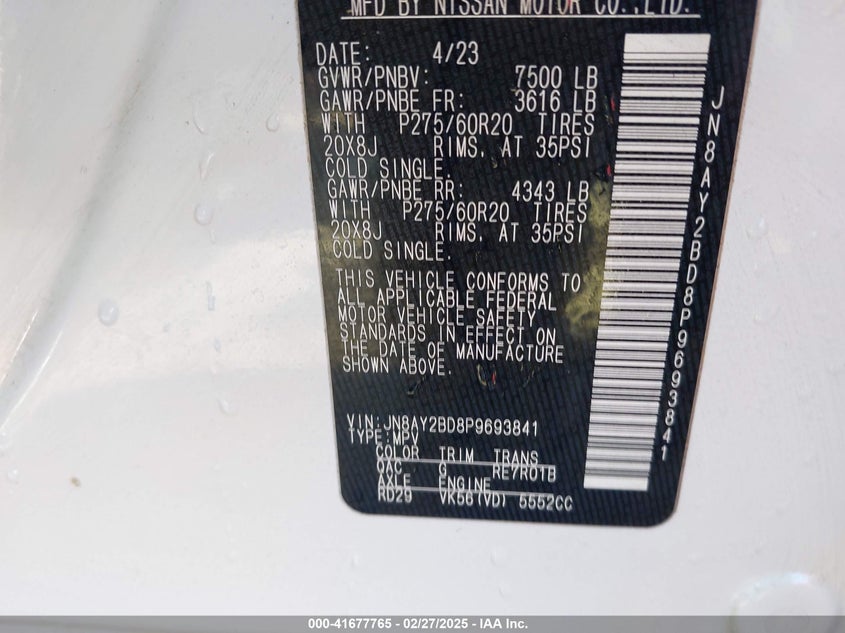 MFD BY NISSAN MOTOR CO.,LTD.
DATE: 4/23
GVWR/PNBV: 7500 LB
GAWR/PNBE FR: 3616 LB
WITH P275/60R20 TIRES
20X8J RIMS, AT 35PSI
COLD SINGLE.
GAWR/PNBE RR: 4343 LB
WITH P275/60R20 TIRES
20X8J RIMS, AT 35PSI
COLD SINGLE.
THIS VEHICLE CONFORMS TO
ALL APPLICABLE FEDERAL
MOTOR VEHICLE SAFETY
STANDARDS IN EFFECT ON
THE DATE OF MANUFACTURE
SHOWN ABOVE.
VIN:JN8AY2BD8P9693841
TYPE:MPV
COLOR TRIM TRANS
QAC G RE7R01B
AXLE ENGINE
RD29 VK56(VD) 5552CC
JN8AY2BD8P9693841
000-41677765 - 02/27/2025 - IAA Inc.